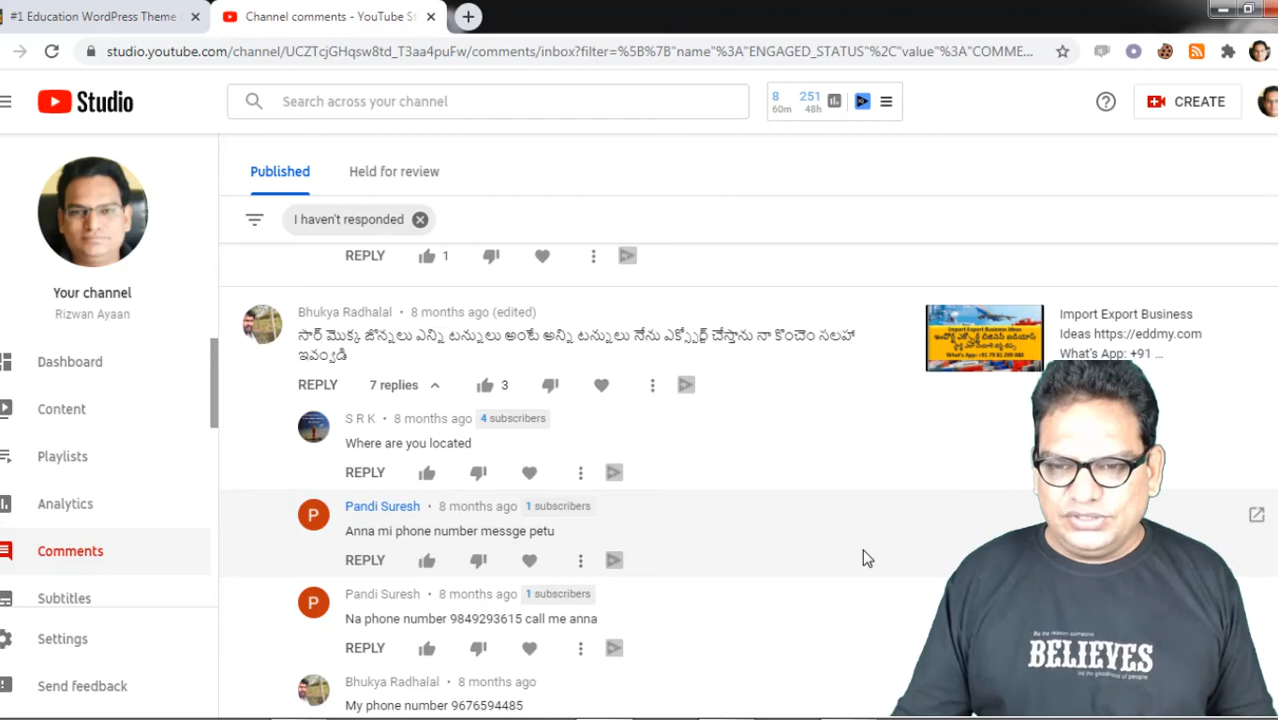 #1 Education WordPress Theme
Channel comments - YouTube S
studio.youtube.com/channel/UCZTcjGHqsw8td_T3aa4puFw/comments/inbox?filter=%5B%7B"name"%3A"ENGAGED_STATUS"%2C"value"%3A"COMME...
Studio
Search across your channel
8
60m
251
48h
CREATE
Published
Held for review
I haven't responded
REPLY 1
Your channel
Rizwan Ayaan
Dashboard
Content
Playlists
Analytics
Comments
Subtitles
Settings
Send feedback
Bhukya Radhalal • 8 months ago (edited)
సార్ మొక్క జొన్నలు ఎన్ని టన్నులు అంటే అన్ని టన్నులు నేను ఎక్స్పోర్ట్ చేస్తాను నా కొంచెం సలహా
ఇవ్వండి
REPLY 7 replies 3
Import Export Business Ideas
Import Export Business
Ideas https://eddmy.com
What's App: +91 ...
S R K • 8 months ago 4 subscribers
Where are you located
REPLY
P
Pandi Suresh • 8 months ago 1 subscribers
Anna mi phone number messge petu
REPLY
P
Pandi Suresh • 8 months ago 1 subscribers
Na phone number 9849293615 call me anna
REPLY
Bhukya Radhalal • 8 months ago
My phone number 9676594485
BELIEVES